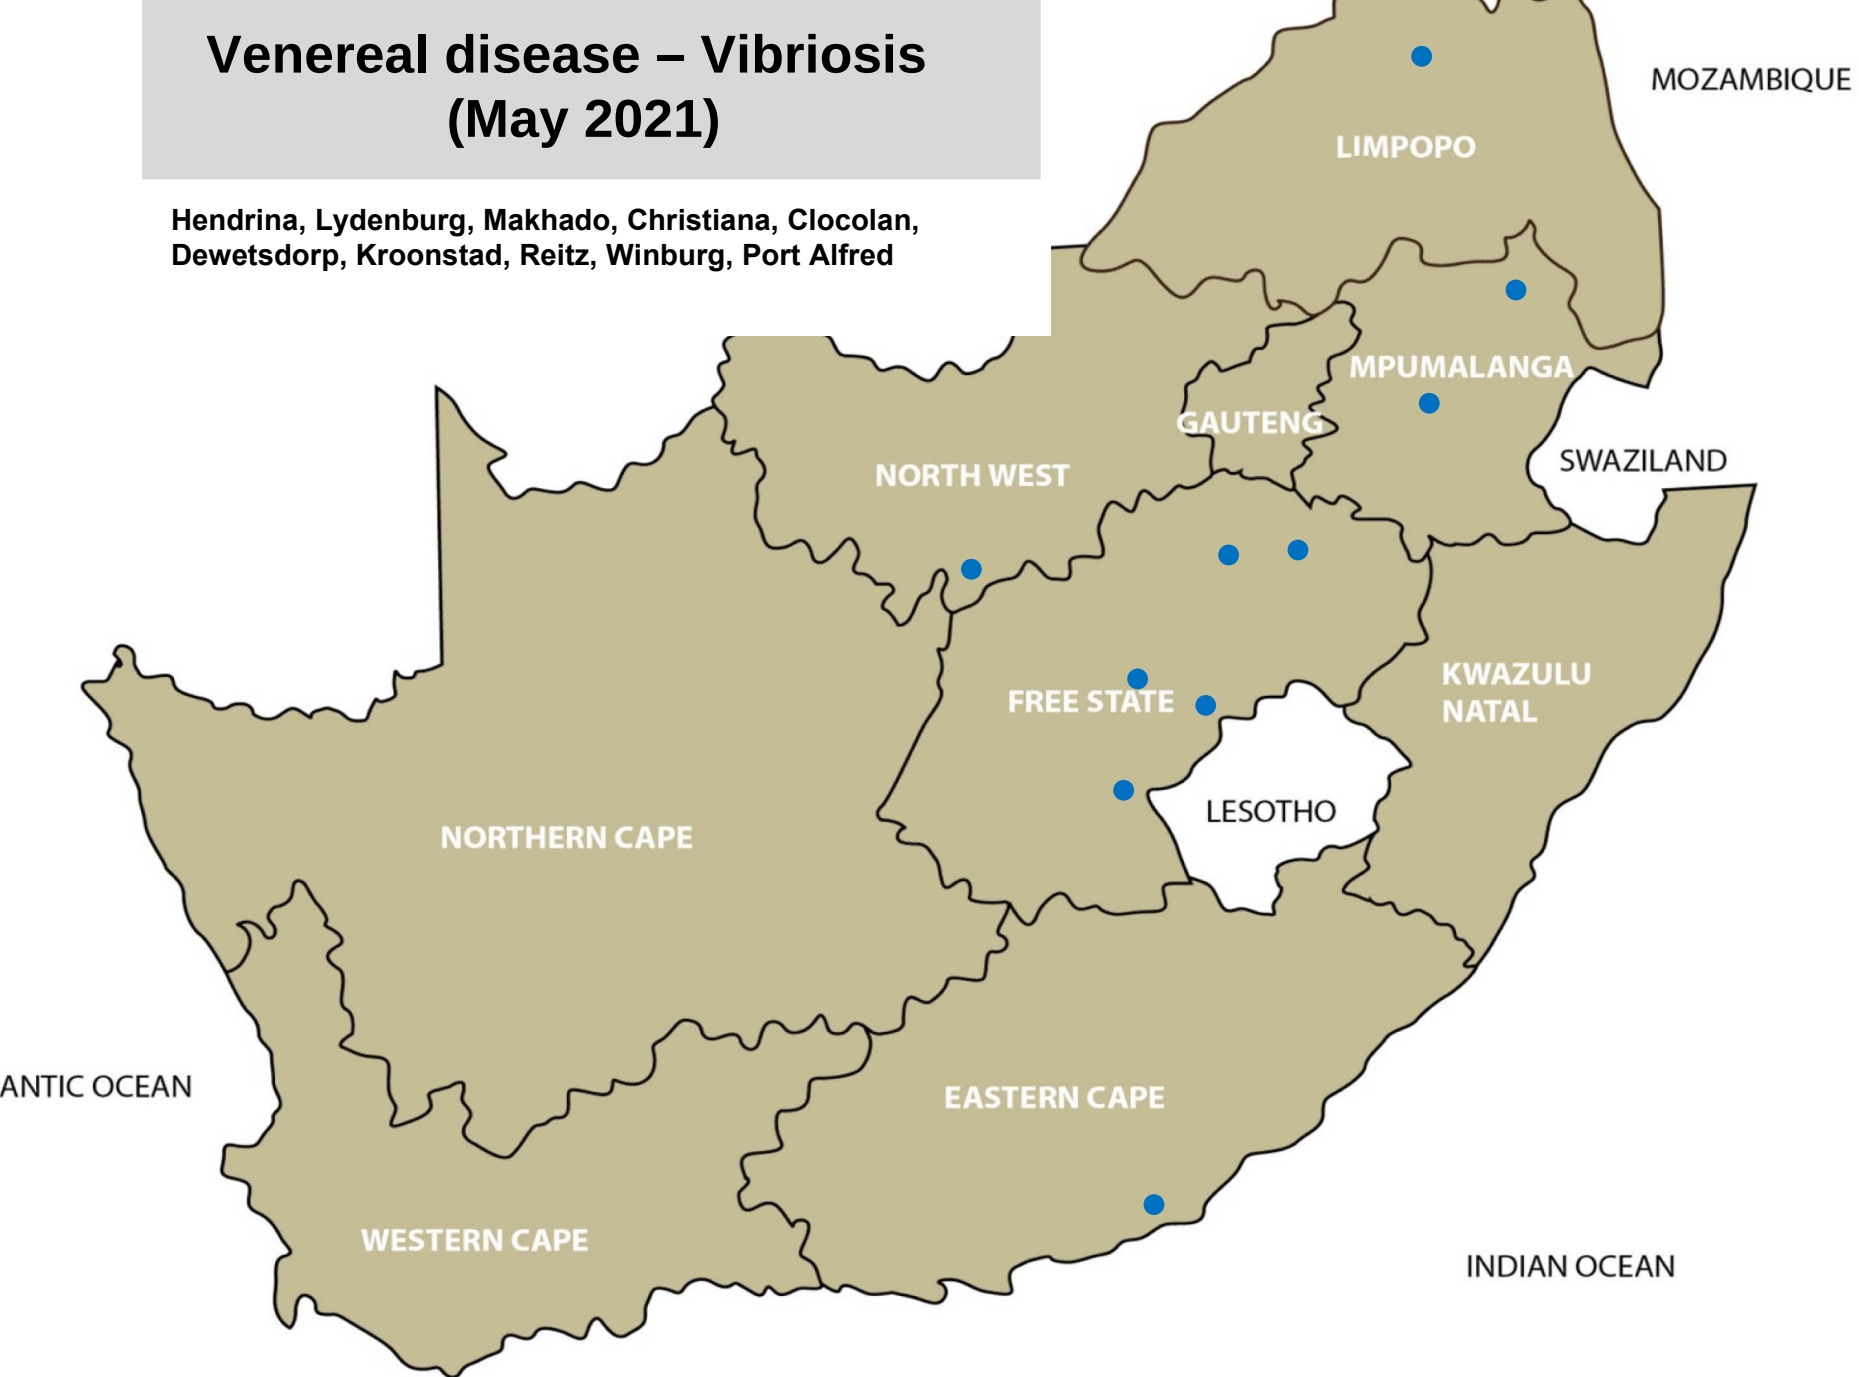 Venereal disease – Vibriosis
(May 2021)
Hendrina, Lydenburg, Makhado, Christiana, Clocolan,
Dewetsdorp, Kroonstad, Reitz, Winburg, Port Alfred
MOZAMBIQUE
LIMPOPO
MPUMALANGA
GAUTENG
SWAZILAND
NORTH WEST
KWAZULU
NATAL
FREE STATE
LESOTHO
NORTHERN CAPE
ANTIC OCEAN
EASTERN CAPE
WESTERN CAPE
INDIAN OCEAN